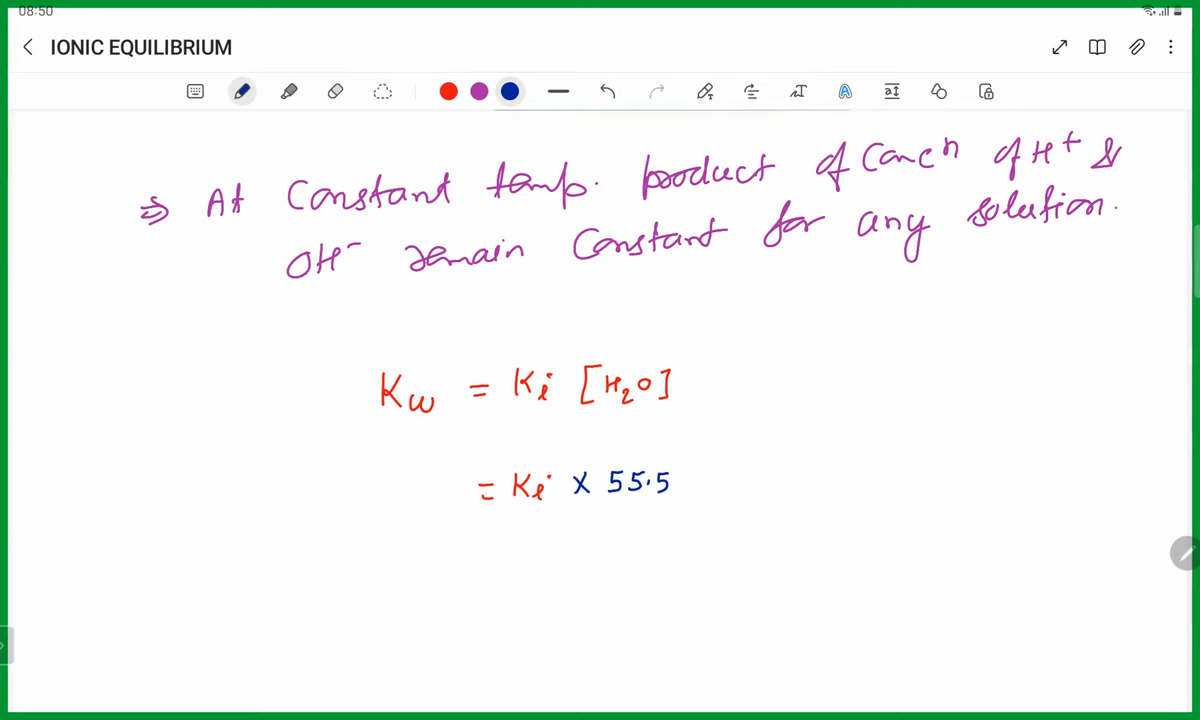 08:50
IONIC EQUILIBRIUM
⇒ At Constant temp. product of Concⁿ of H⁺ &
OH⁻ remain Constant for any solution.
Kw = Ki [H₂O]
= Ki × 55.5